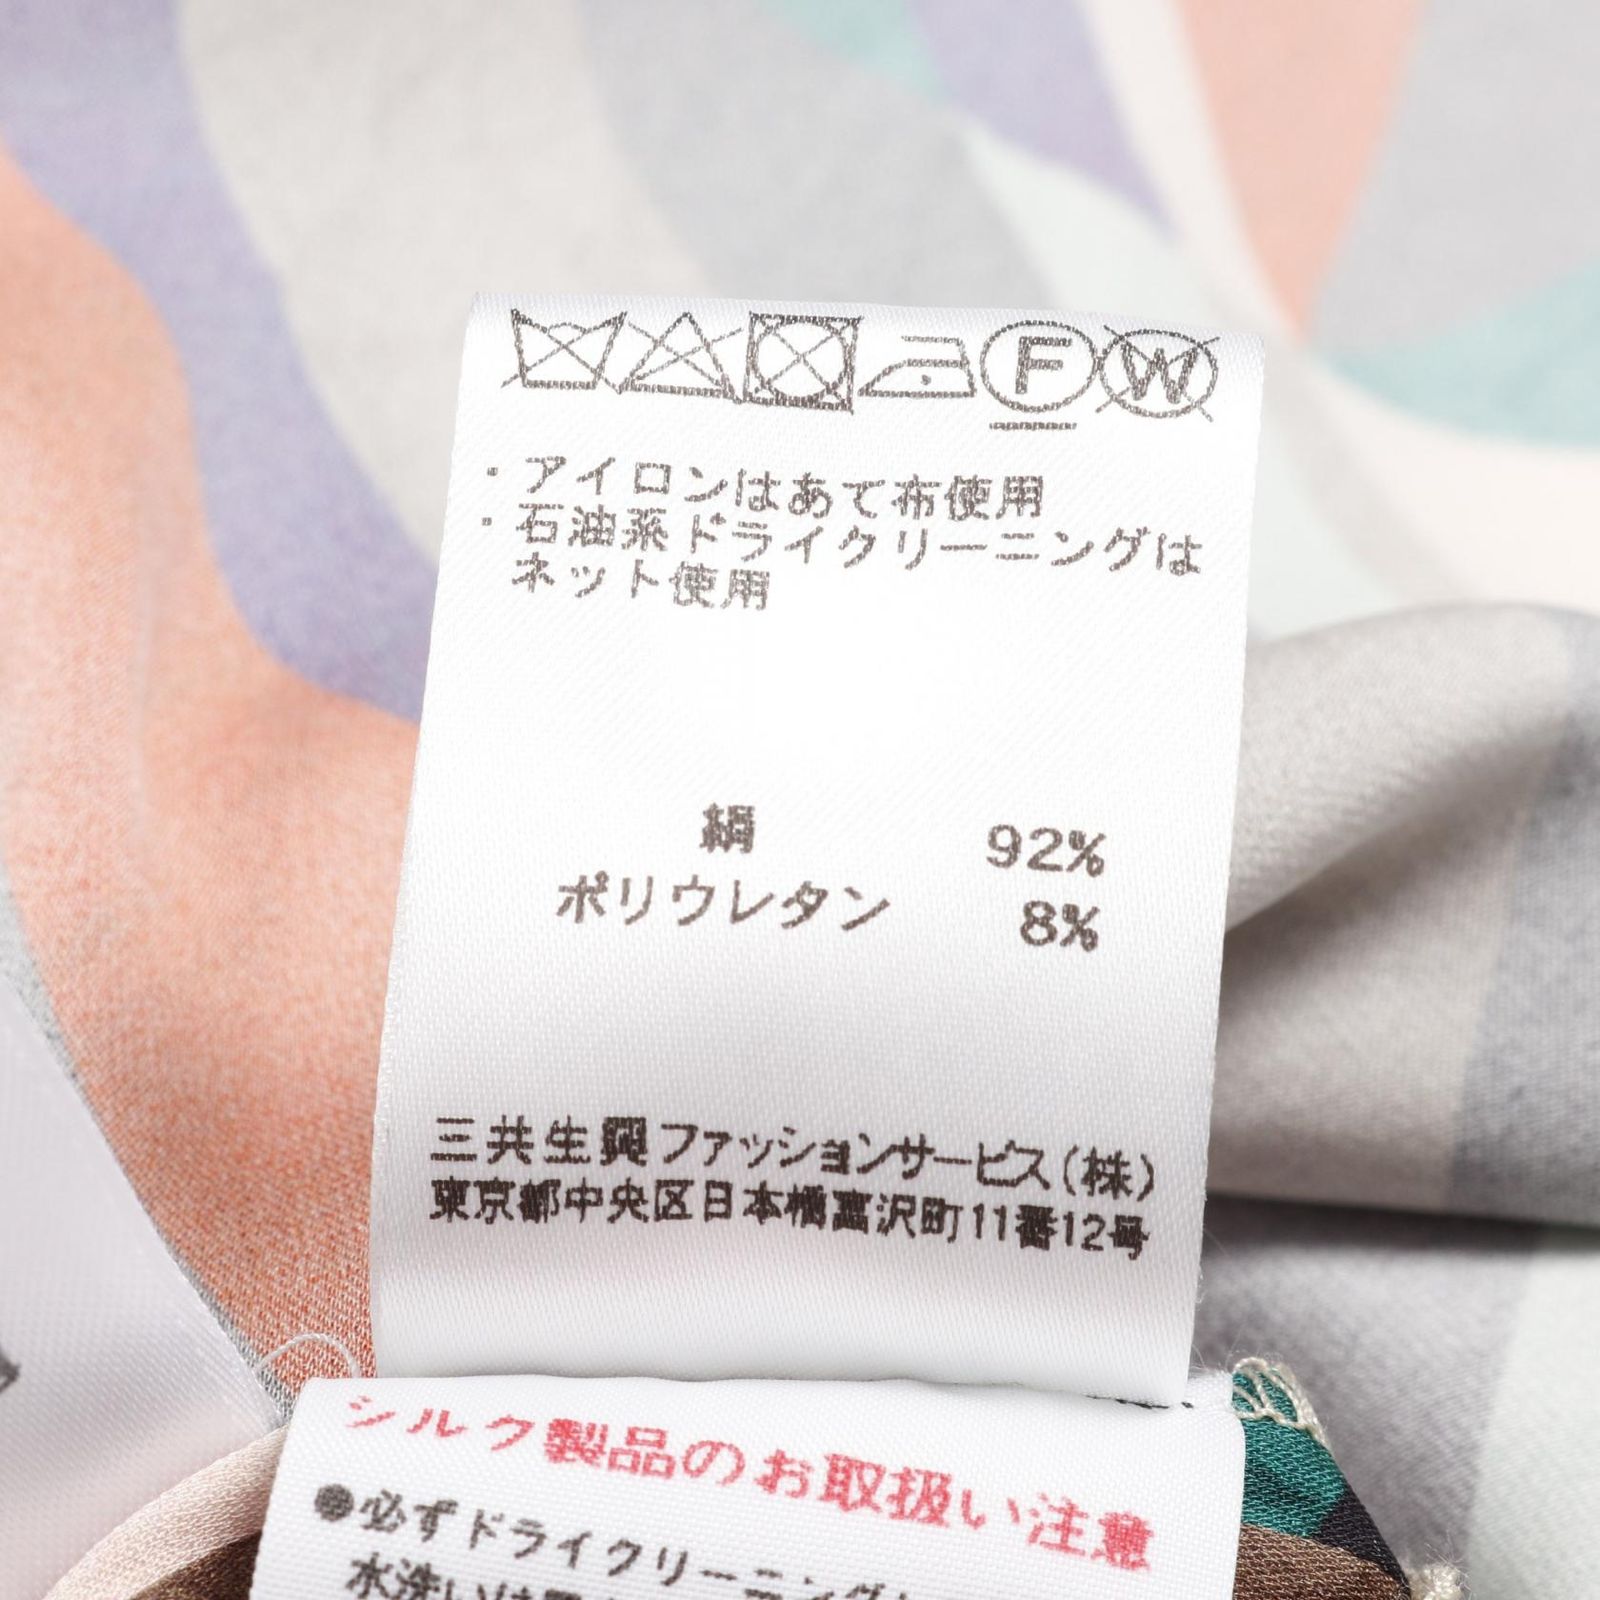 F W
・アイロンはあて布使用
・石油系ドライクリーニングは
ネット使用
絹 92%
ポリウレタン 8%
三共生興ファッションサービス(株)
東京都中央区日本橋富沢町11番12号
シルク製品のお取扱い注意
●必ずドライクリーニング
水洗いは